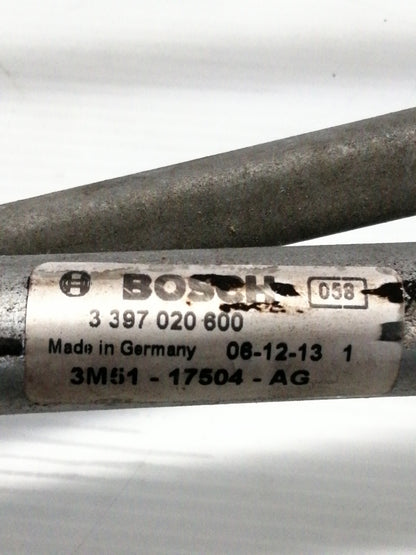 BOSCH 058
3 397 020 600
Made in Germany 06-12-13 1
3M51 - 17504 - AG